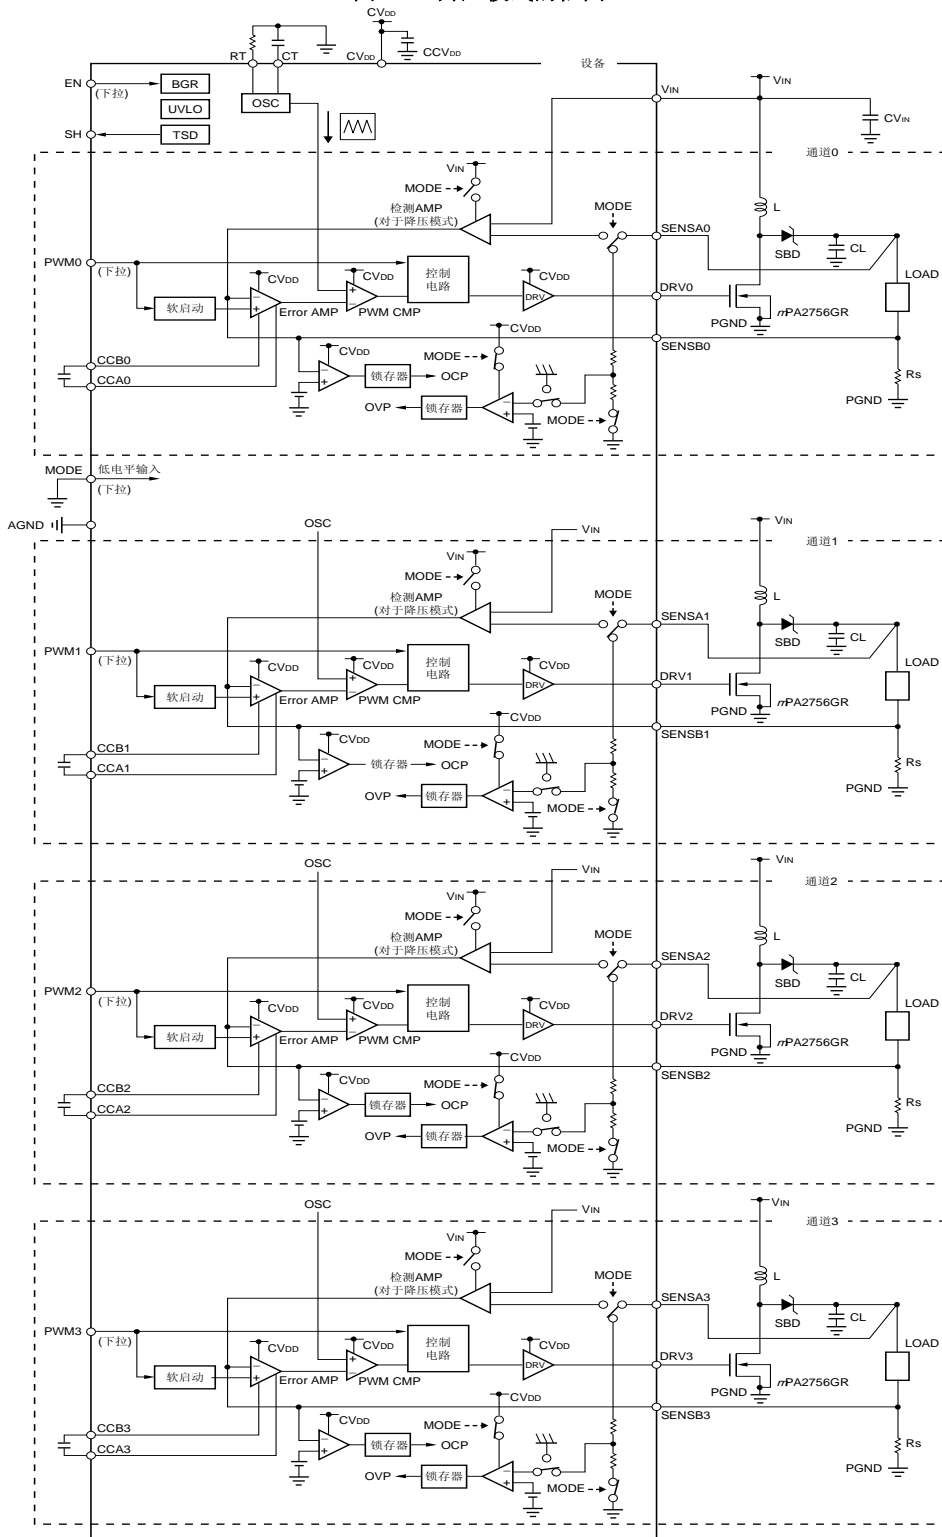 CVDD
RT
CT
CVDD
CCVDD
设备
EN
(下拉)
BGR
VIN
VIN
UVLO
OSC
SH
TSD
CVIN
通道0
VIN
MODE
检测AMP
(对于降压模式)
MODE
SENSA0
L
SBD
CL
PWM0
(下拉)
CVDD
CVDD
控制
电路
CVDD
DRV
DRV0
LOAD
软启动
Error AMP
PWM CMP
PGND
mPA2756GR
CVDD
SENSB0
CCB0
CCA0
CVDD
锁存器
OCP
MODE
Rs
OVP
锁存器
MODE
PGND
MODE
低电平输入
(下拉)
AGND
OSC
VIN
VIN
通道1
VIN
MODE
检测AMP
(对于降压模式)
MODE
SENSA1
L
SBD
CL
PWM1
(下拉)
CVDD
CVDD
控制
电路
CVDD
DRV
DRV1
LOAD
软启动
Error AMP
PWM CMP
PGND
mPA2756GR
CVDD
SENSB1
CCB1
CCA1
CVDD
锁存器
OCP
MODE
Rs
OVP
锁存器
MODE
PGND
OSC
VIN
VIN
通道2
VIN
MODE
检测AMP
(对于降压模式)
MODE
SENSA2
L
SBD
CL
PWM2
(下拉)
CVDD
CVDD
控制
电路
CVDD
DRV
DRV2
LOAD
软启动
Error AMP
PWM CMP
PGND
mPA2756GR
CVDD
SENSB2
CCB2
CCA2
CVDD
锁存器
OCP
MODE
Rs
OVP
锁存器
MODE
PGND
OSC
VIN
VIN
通道3
VIN
MODE
检测AMP
(对于降压模式)
MODE
SENSA3
L
SBD
CL
PWM3
(下拉)
CVDD
CVDD
控制
电路
CVDD
DRV
DRV3
LOAD
软启动
Error AMP
PWM CMP
PGND
mPA2756GR
CVDD
SENSB3
CCB3
CCA3
CVDD
锁存器
OCP
MODE
Rs
OVP
锁存器
MODE
PGND